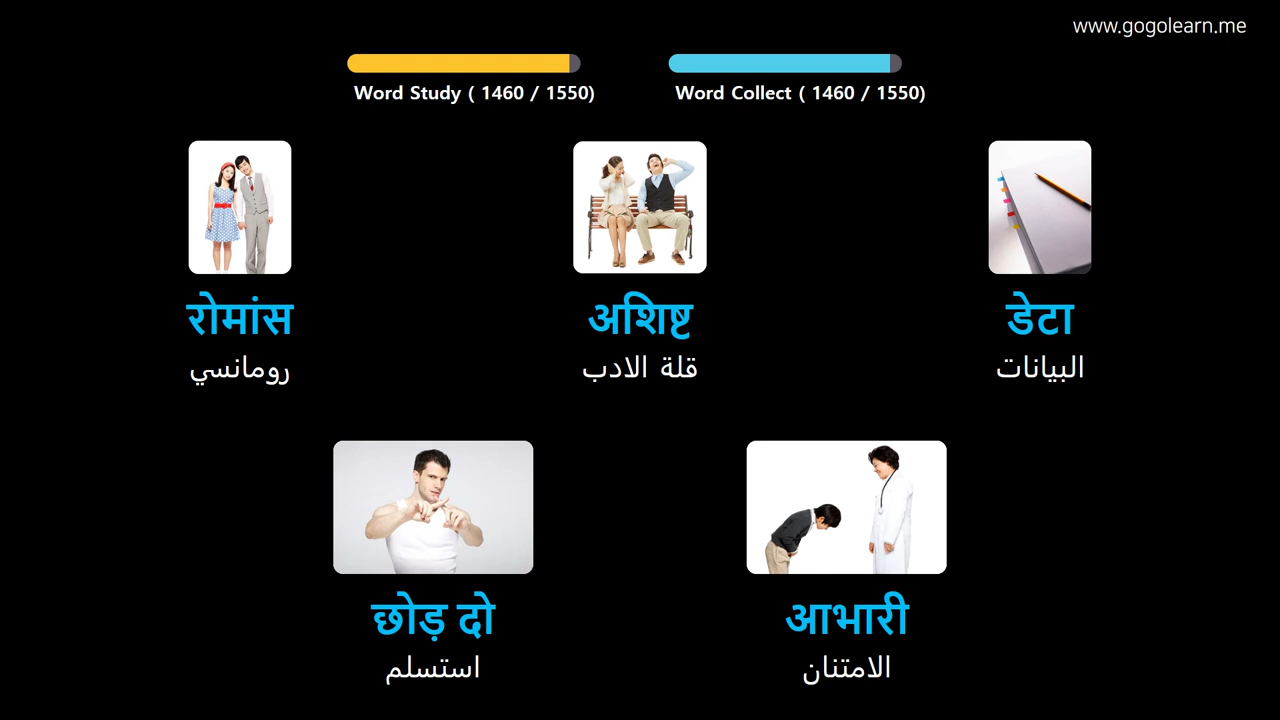 www.gogolearn.me
Word Study ( 1460 / 1550)
Word Collect ( 1460 / 1550)
रोमांस
رومانسي
अशिष्ट
قلة الادب
डेटा
البيانات
छोड़ दो
استسلم
आभारी
الامتنان